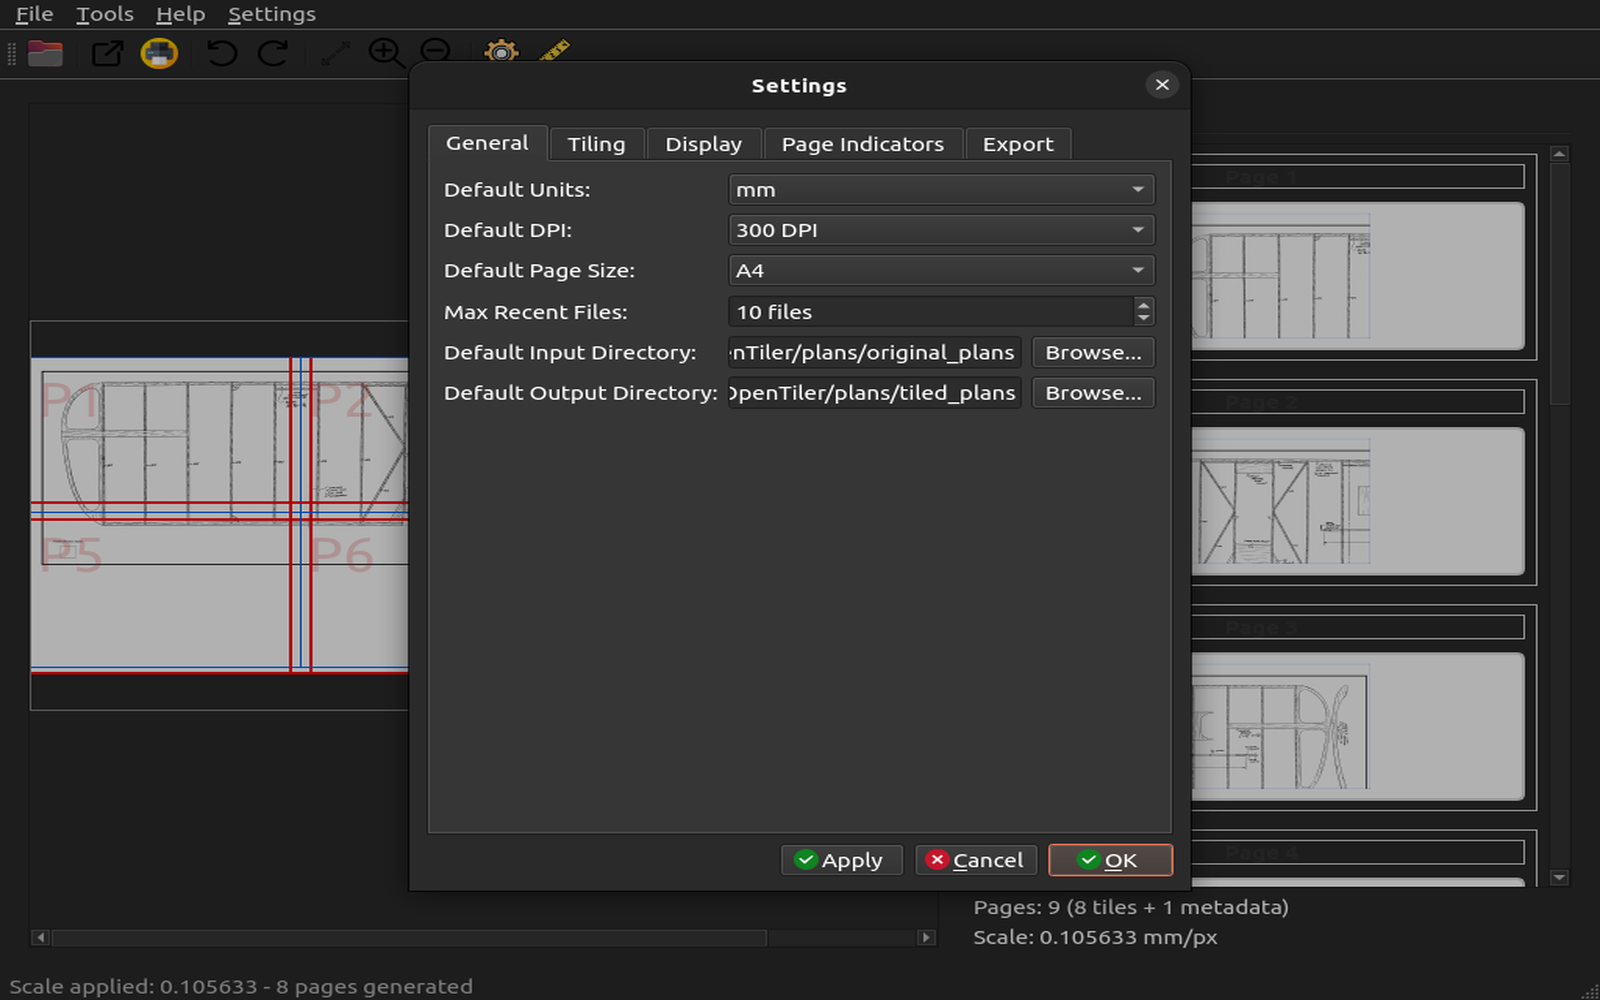 File Tools Help Settings
Settings
General Tiling Display Page Indicators Export
Default Units: mm
Default DPI: 300 DPI
Default Page Size: A4
Max Recent Files: 10 files
Default Input Directory: nTiler/plans/original_plans Browse...
Default Output Directory: OpenTiler/plans/tiled_plans Browse...
Apply Cancel OK
P1 P2
P5 P6
Page 1
Page 2
Page 3
Page 4
Pages: 9 (8 tiles + 1 metadata)
Scale: 0.105633 mm/px
Scale applied: 0.105633 - 8 pages generated